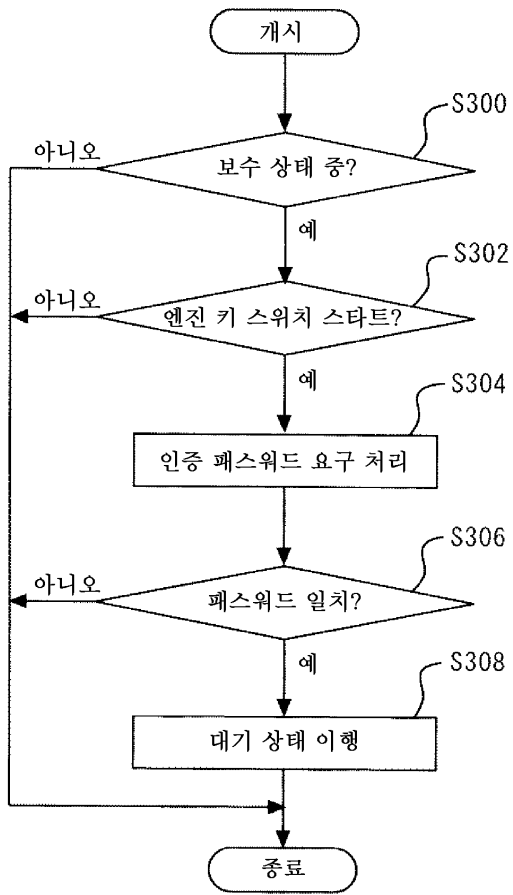 개시
S300
아니오
보수 상태 중?
예
S302
아니오
엔진 키 스위치 스타트?
예
S304
인증 패스워드 요구 처리
S306
아니오
패스워드 일치?
예
S308
대기 상태 이행
종료